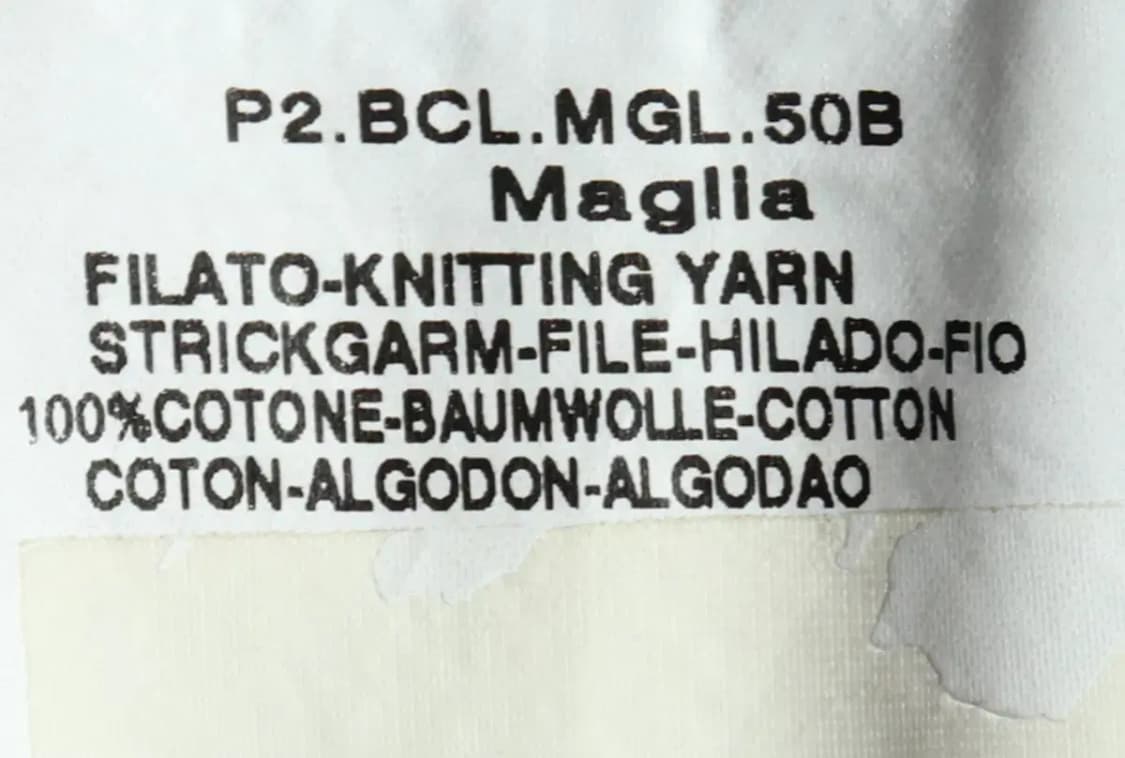 P2.BCL.MGL.50B
Maglia
FILATO-KNITTING YARN
STRICKGARM-FILE-HILADO-FIO
100%COTONE-BAUMWOLLE-COTTON
COTON-ALGODON-ALGODAO